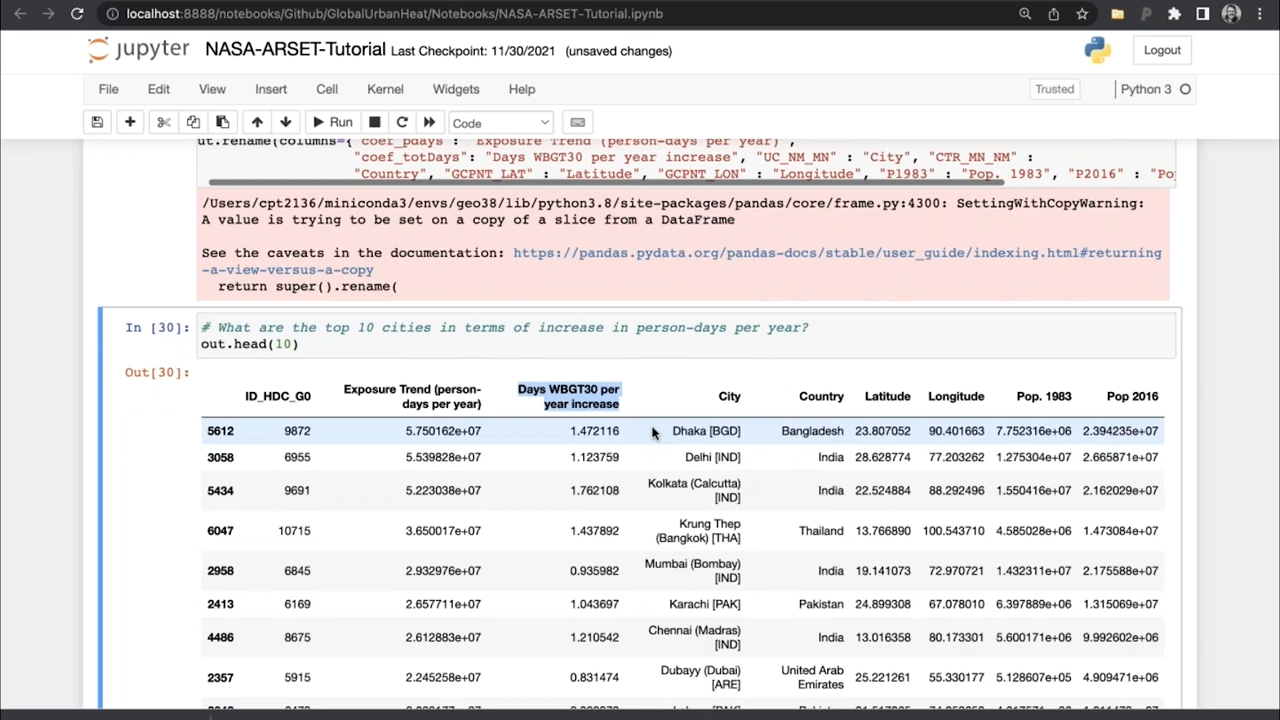 localhost:8888/notebooks/Github/GlobalUrbanHeat/Notebooks/NASA-ARSET-Tutorial.ipynb
jupyter NASA-ARSET-Tutorial Last Checkpoint: 11/30/2021 (unsaved changes) Logout
File Edit View Insert Cell Kernel Widgets Help Trusted Python 3
Run Code
ut.rename(columns={ "coef_pdays" : "Exposure Trend (person-days per year)",
"coef_totDays": "Days WBGT30 per year increase", "UC_NM_MN" : "City", "CTR_MN_NM" :
"Country", "GCPNT_LAT" : "Latitude", "GCPNT_LON" : "Longitude", "P1983" : "Pop. 1983", "P2016" : "Po
/Users/cpt2136/miniconda3/envs/geo38/lib/python3.8/site-packages/pandas/core/frame.py:4300: SettingWithCopyWarning:
A value is trying to be set on a copy of a slice from a DataFrame
See the caveats in the documentation: https://pandas.pydata.org/pandas-docs/stable/user_guide/indexing.html#returning
-a-view-versus-a-copy
return super().rename(
In [30]: # What are the top 10 cities in terms of increase in person-days per year?
out.head(10)
Out[30]:
ID_HDC_G0 Exposure Trend (person-days per year) Days WBGT30 per year increase City Country Latitude Longitude Pop. 1983 Pop 2016
5612 9872 5.750162e+07 1.472116 Dhaka [BGD] Bangladesh 23.807052 90.401663 7.752316e+06 2.394235e+07
3058 6955 5.539828e+07 1.123759 Delhi [IND] India 28.628774 77.203262 1.275304e+07 2.665871e+07
5434 9691 5.223038e+07 1.762108 Kolkata (Calcutta) [IND] India 22.524884 88.292496 1.550416e+07 2.162029e+07
6047 10715 3.650017e+07 1.437892 Krung Thep (Bangkok) [THA] Thailand 13.766890 100.543710 4.585028e+06 1.473084e+07
2958 6845 2.932976e+07 0.935982 Mumbai (Bombay) [IND] India 19.141073 72.970721 1.432311e+07 2.175588e+07
2413 6169 2.657711e+07 1.043697 Karachi [PAK] Pakistan 24.899308 67.078010 6.397889e+06 1.315069e+07
4486 8675 2.612883e+07 1.210542 Chennai (Madras) [IND] India 13.016358 80.173301 5.600171e+06 9.992602e+06
2357 5915 2.245258e+07 0.831474 Dubayy (Dubai) [ARE] United Arab Emirates 25.221261 55.330177 5.128607e+05 4.909471e+06